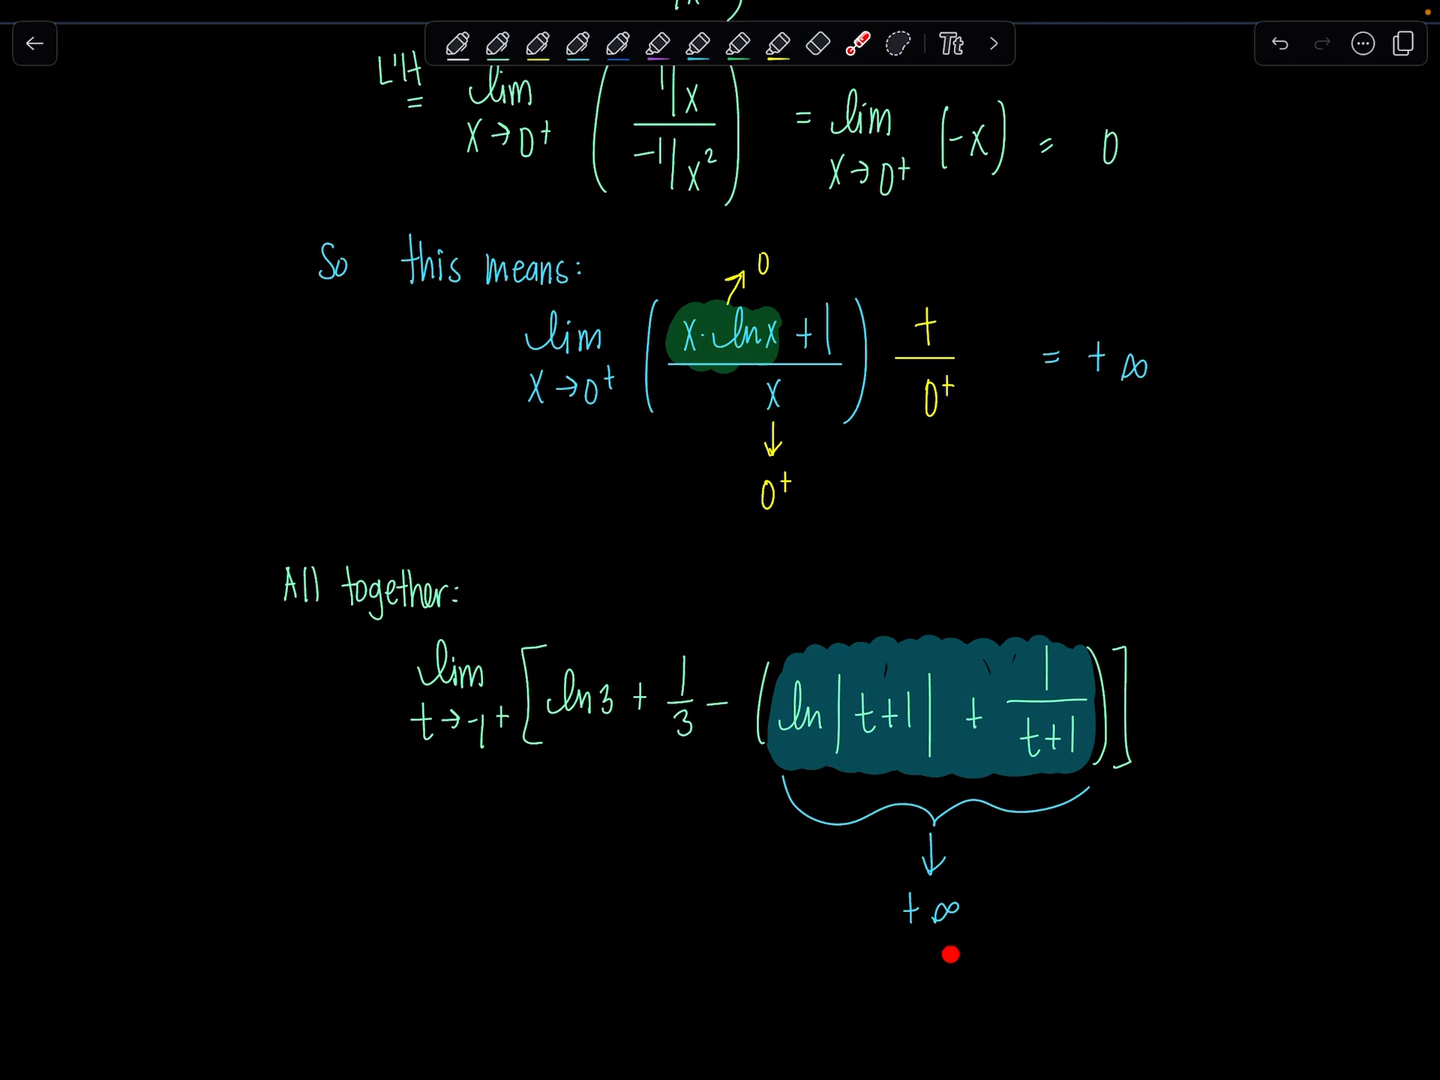 Tt
L'H = lim x→0⁺ ( 1/x / -1/x² ) = lim x→0⁺ (-x) = 0
So this means:
0
lim x→0⁺ ( x·ln x + 1 / x ) + / 0⁺ = +∞
0⁺
All together:
lim t→-1⁺ [ ln 3 + 1/3 - ( ln|t+1| + 1/(t+1) ) ]
+∞